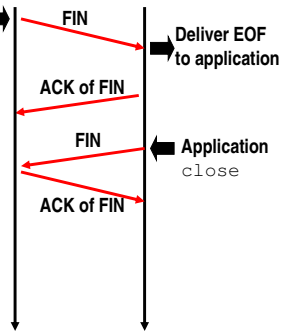 FIN
Deliver EOF
to application
ACK of FIN
FIN
Application
close
ACK of FIN